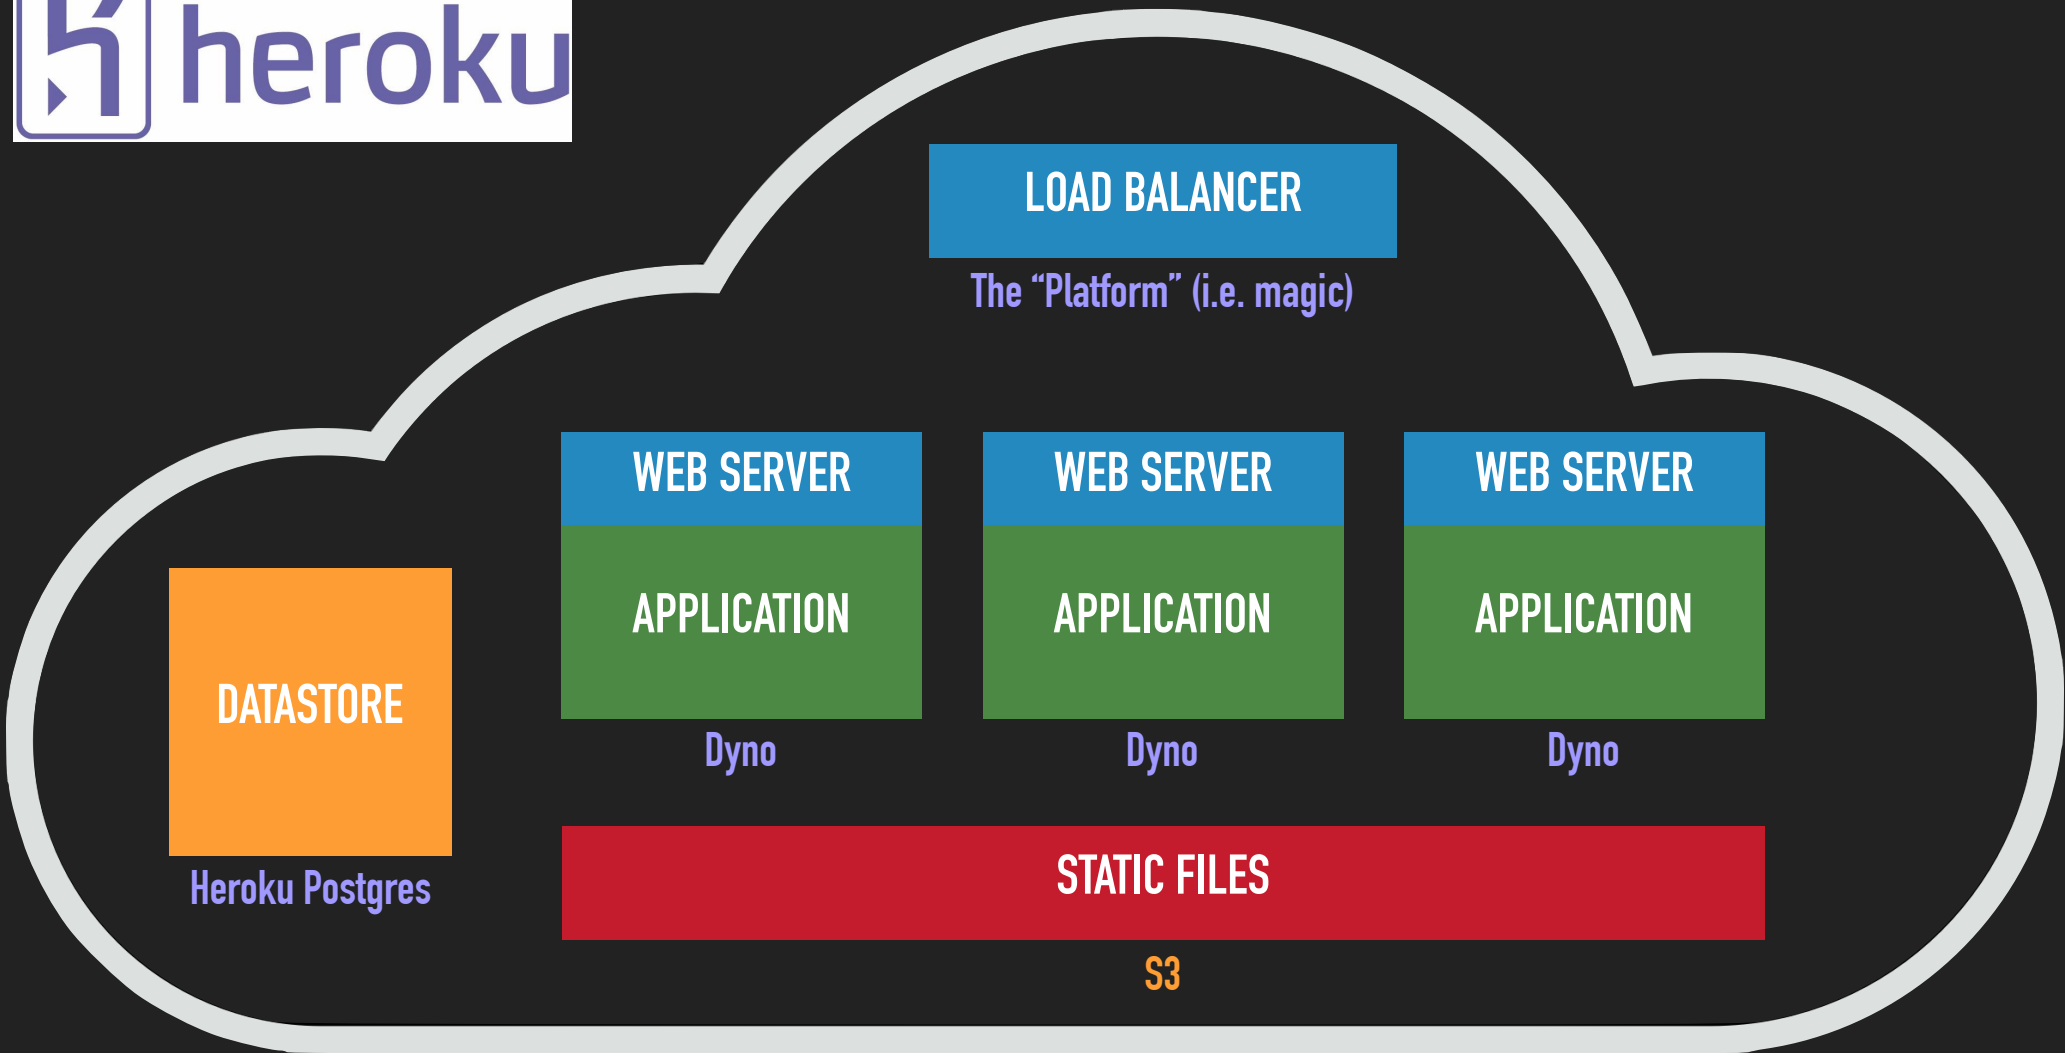 heroku
LOAD BALANCER
The “Platform” (i.e. magic)
WEB SERVER
WEB SERVER
WEB SERVER
APPLICATION
APPLICATION
APPLICATION
DATASTORE
Dyno
Dyno
Dyno
STATIC FILES
Heroku Postgres
S3